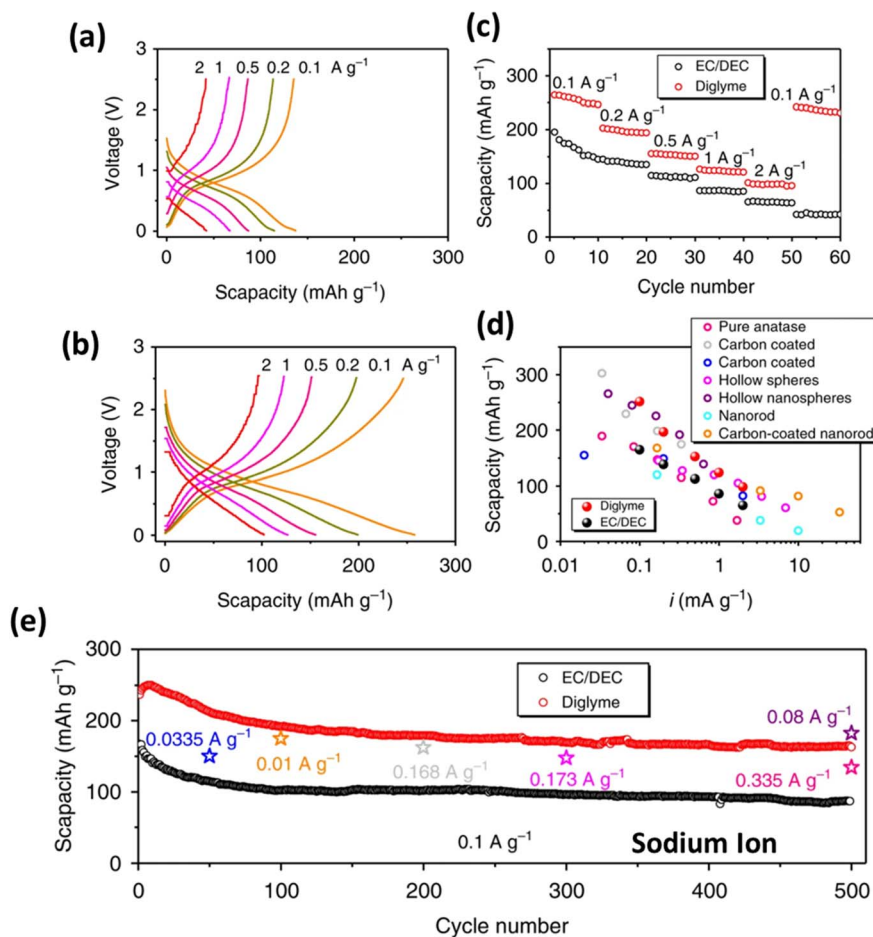 (a)
3
2
1
0
Voltage (V)
2 1 0.5 0.2 0.1 A g⁻¹
0 100 200 300
Scapacity (mAh g⁻¹)
(b)
3
2
1
0
Voltage (V)
2 1 0.5 0.2 0.1 A g⁻¹
0 100 200 300
Scapacity (mAh g⁻¹)
(c)
300
200
100
0
Scapacity (mAh g⁻¹)
EC/DEC
Diglyme
0.1 A g⁻¹
0.2 A g⁻¹
0.5 A g⁻¹
1 A g⁻¹
2 A g⁻¹
0.1 A g⁻¹
0 10 20 30 40 50 60
Cycle number
(d)
Pure anatase
Carbon coated
Carbon coated
Hollow spheres
Hollow nanospheres
Nanorod
Carbon-coated nanorod
350
300
250
200
150
100
50
0
Scapacity (mAh g⁻¹)
Diglyme
EC/DEC
0.01 0.1 1 10
i (mA g⁻¹)
(e)
300
200
100
0
Scapacity (mAh g⁻¹)
EC/DEC
Diglyme
0.0335 A g⁻¹
0.01 A g⁻¹
0.168 A g⁻¹
0.173 A g⁻¹
0.08 A g⁻¹
0.335 A g⁻¹
0.1 A g⁻¹
Sodium Ion
0 100 200 300 400 500
Cycle number